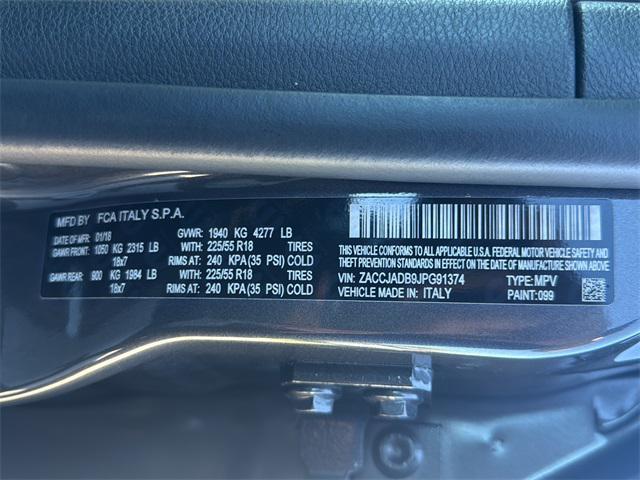 MFD BY FCA ITALY S.P.A.
DATE OF MFR: 01/18 GVWR: 1940 KG 4277 LB
GAWR FRONT: 1050 KG 2315 LB WITH: 225/55 R18 TIRES
18x7 RIMS AT: 240 KPA(35 PSI) COLD
GAWR REAR: 900 KG 1984 LB WITH: 225/55 R18 TIRES
18x7 RIMS AT: 240 KPA(35 PSI) COLD
THIS VEHICLE CONFORMS TO ALL APPLICABLE U.S. FEDERAL MOTOR
VEHICLE SAFETY, BUMPER, AND
THEFT PREVENTION STANDARDS IN EFFECT ON THE DATE OF MANUFACTURE SHOWN ABOVE.
VIN: ZACCJADB9JPG91374 TYPE: MPV
VEHICLE MADE IN: ITALY PAINT: 099